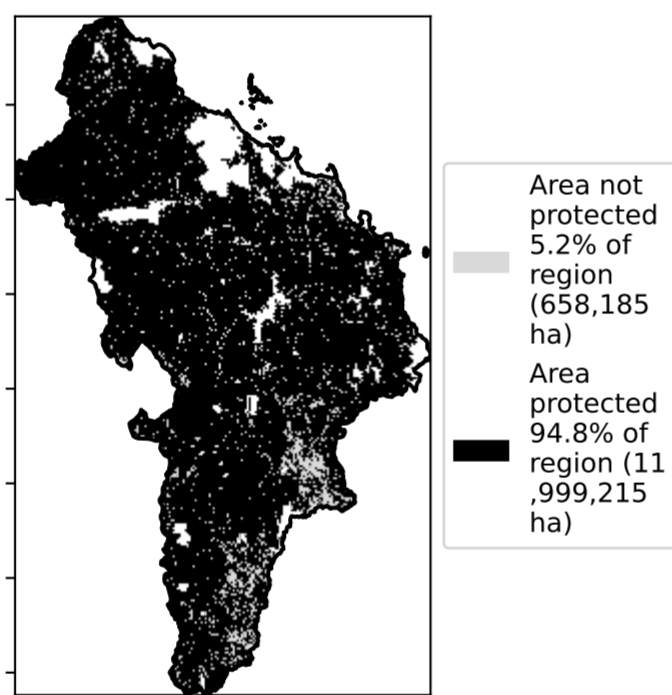 Area not
protected
5.2% of
region
(658,185
ha)
Area
protected
94.8% of
region (11
,999,215
ha)